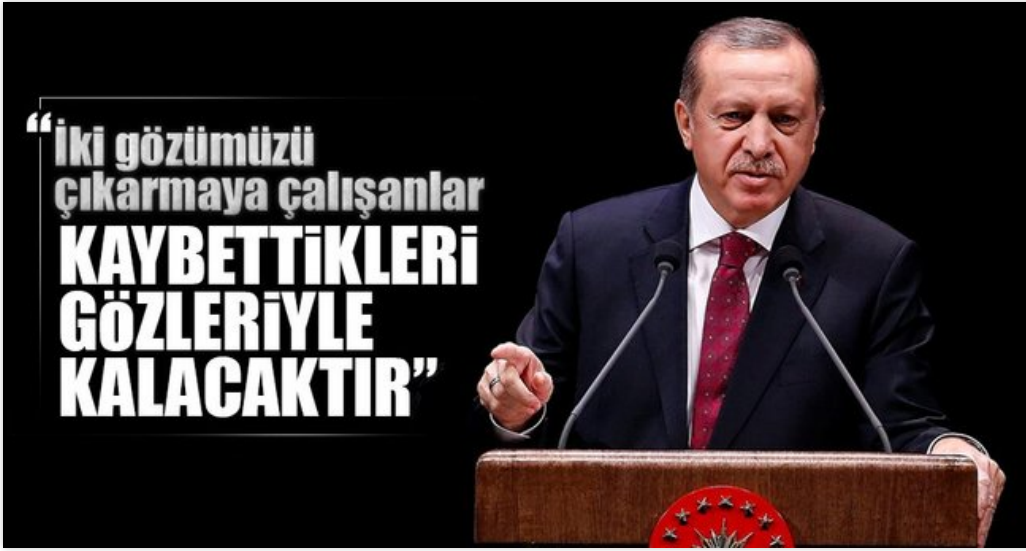 “İki gözümüzü
çıkarmaya çalışanlar
KAYBETTİKLERİ
GÖZLERİYLE
KALACAKTIR”